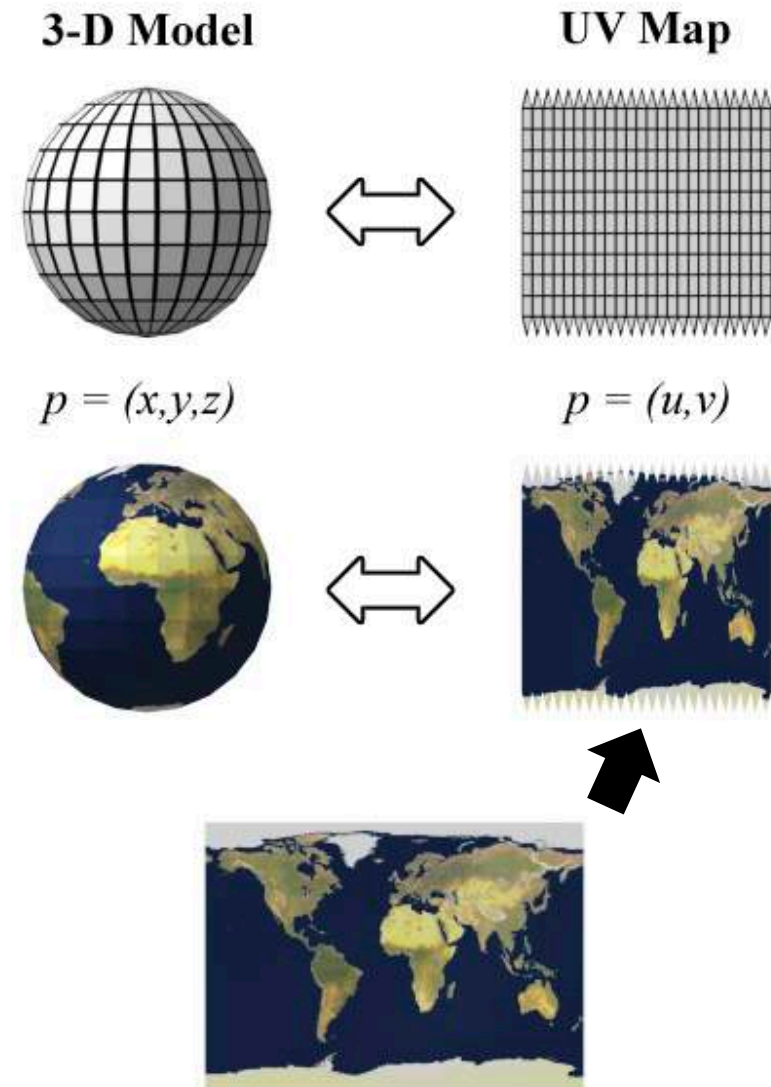 3-D Model
UV Map
p = (x,y,z)
p = (u,v)